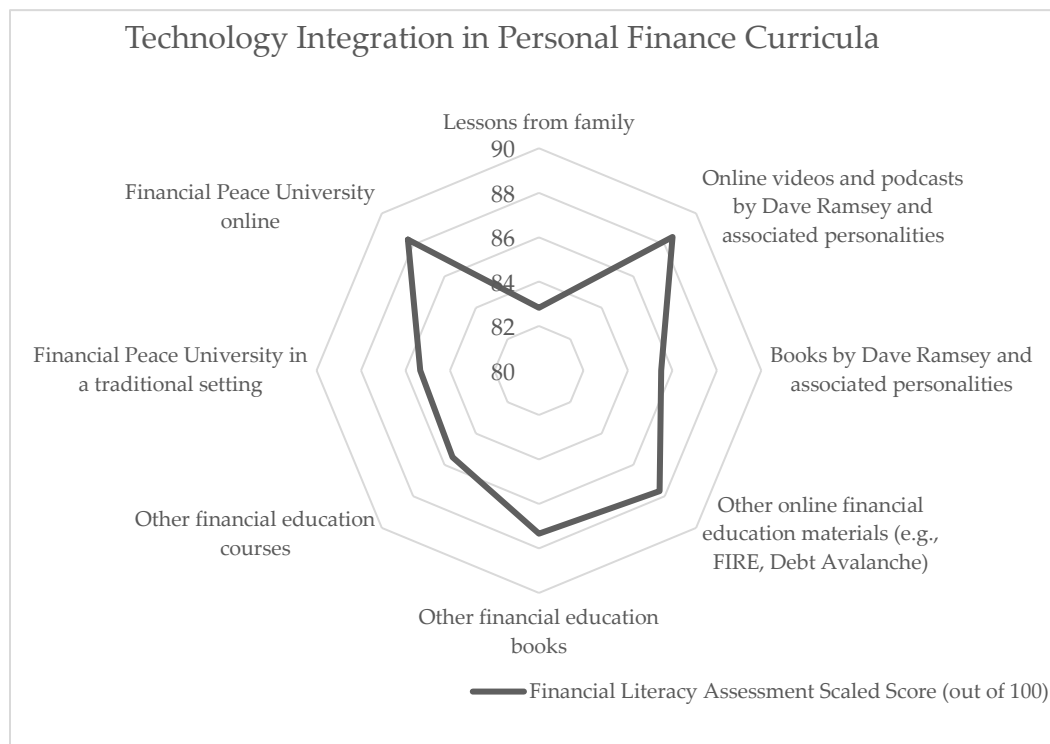 Technology Integration in Personal Finance Curricula
Lessons from family
90
88
86
84
82
80
Online videos and podcasts
by Dave Ramsey and
associated personalities
Books by Dave Ramsey and
associated personalities
Other online financial
education materials (e.g.,
FIRE, Debt Avalanche)
Other financial education
books
Other financial education
courses
Financial Peace University in
a traditional setting
Financial Peace University
online
Financial Literacy Assessment Scaled Score (out of 100)